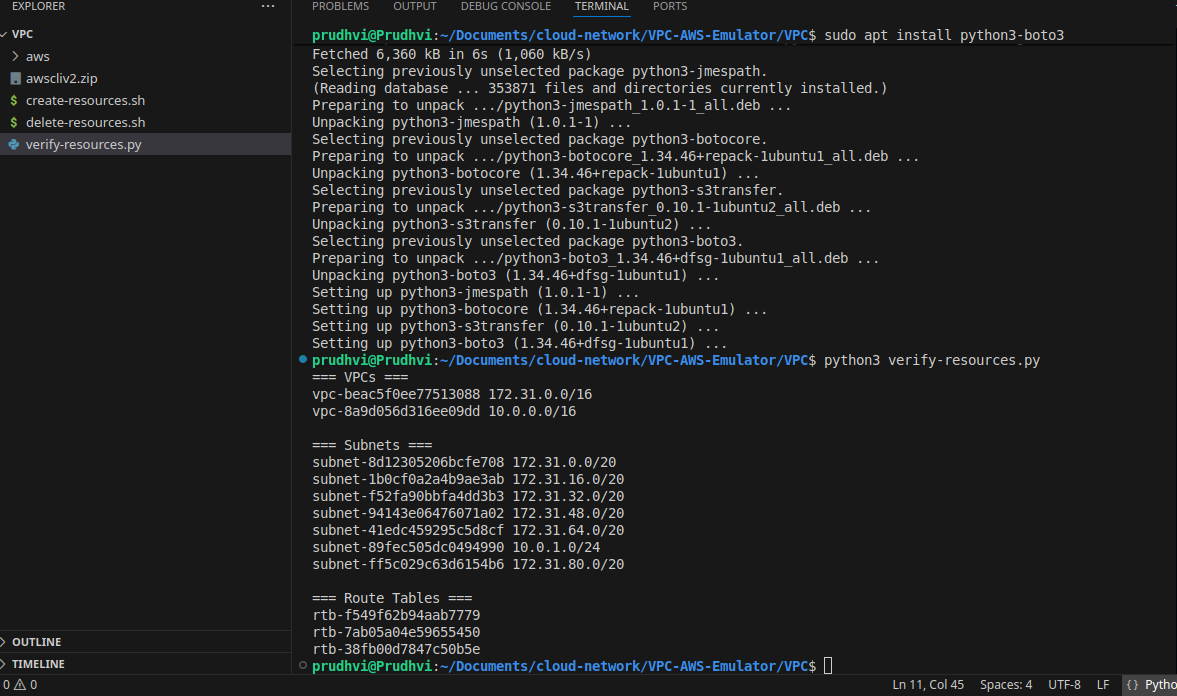 EXPLORER
...
VPC
aws
awscliv2.zip
$ create-resources.sh
$ delete-resources.sh
verify-resources.py
OUTLINE
TIMELINE
PROBLEMS OUTPUT DEBUG CONSOLE TERMINAL PORTS
prudhvi@Prudhvi:~/Documents/cloud-network/VPC-AWS-Emulator/VPC$ sudo apt install python3-boto3
Fetched 6,360 kB in 6s (1,060 kB/s)
Selecting previously unselected package python3-jmespath.
(Reading database ... 353871 files and directories currently installed.)
Preparing to unpack .../python3-jmespath_1.0.1-1_all.deb ...
Unpacking python3-jmespath (1.0.1-1) ...
Selecting previously unselected package python3-botocore.
Preparing to unpack .../python3-botocore_1.34.46+repack-1ubuntu1_all.deb ...
Unpacking python3-botocore (1.34.46+repack-1ubuntu1) ...
Selecting previously unselected package python3-s3transfer.
Preparing to unpack .../python3-s3transfer_0.10.1-1ubuntu2_all.deb ...
Unpacking python3-s3transfer (0.10.1-1ubuntu2) ...
Selecting previously unselected package python3-boto3.
Preparing to unpack .../python3-boto3_1.34.46+dfsg-1ubuntu1_all.deb ...
Unpacking python3-boto3 (1.34.46+dfsg-1ubuntu1) ...
Setting up python3-jmespath (1.0.1-1) ...
Setting up python3-botocore (1.34.46+repack-1ubuntu1) ...
Setting up python3-s3transfer (0.10.1-1ubuntu2) ...
Setting up python3-boto3 (1.34.46+dfsg-1ubuntu1) ...
prudhvi@Prudhvi:~/Documents/cloud-network/VPC-AWS-Emulator/VPC$ python3 verify-resources.py
=== VPCs ===
vpc-beac5f0ee77513088 172.31.0.0/16
vpc-8a9d056d316ee09dd 10.0.0.0/16
=== Subnets ===
subnet-8d12305206bcfe708 172.31.0.0/20
subnet-1b0cf0a2a4b9ae3ab 172.31.16.0/20
subnet-f52fa90bbfa4dd3b3 172.31.32.0/20
subnet-94143e06476071a02 172.31.48.0/20
subnet-41edc459295c5d8cf 172.31.64.0/20
subnet-89fec505dc0494990 10.0.1.0/24
subnet-ff5c029c63d6154b6 172.31.80.0/20
=== Route Tables ===
rtb-f549f62b94aab7779
rtb-7ab05a04e59655450
rtb-38fb00d7847c50b5e
prudhvi@Prudhvi:~/Documents/cloud-network/VPC-AWS-Emulator/VPC$
0 0 Ln 11, Col 45 Spaces: 4 UTF-8 LF {} Pytho